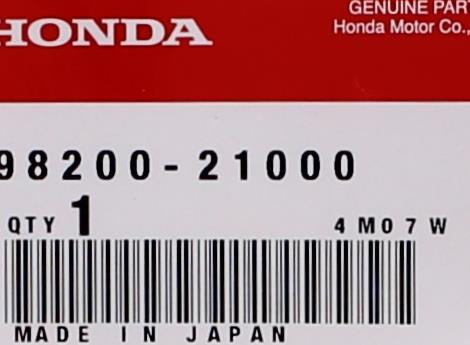 GENUINE PAR
HONDA
Honda Motor Co.,
98200-21000
QTY 1
4M07W
MADE IN JAPAN